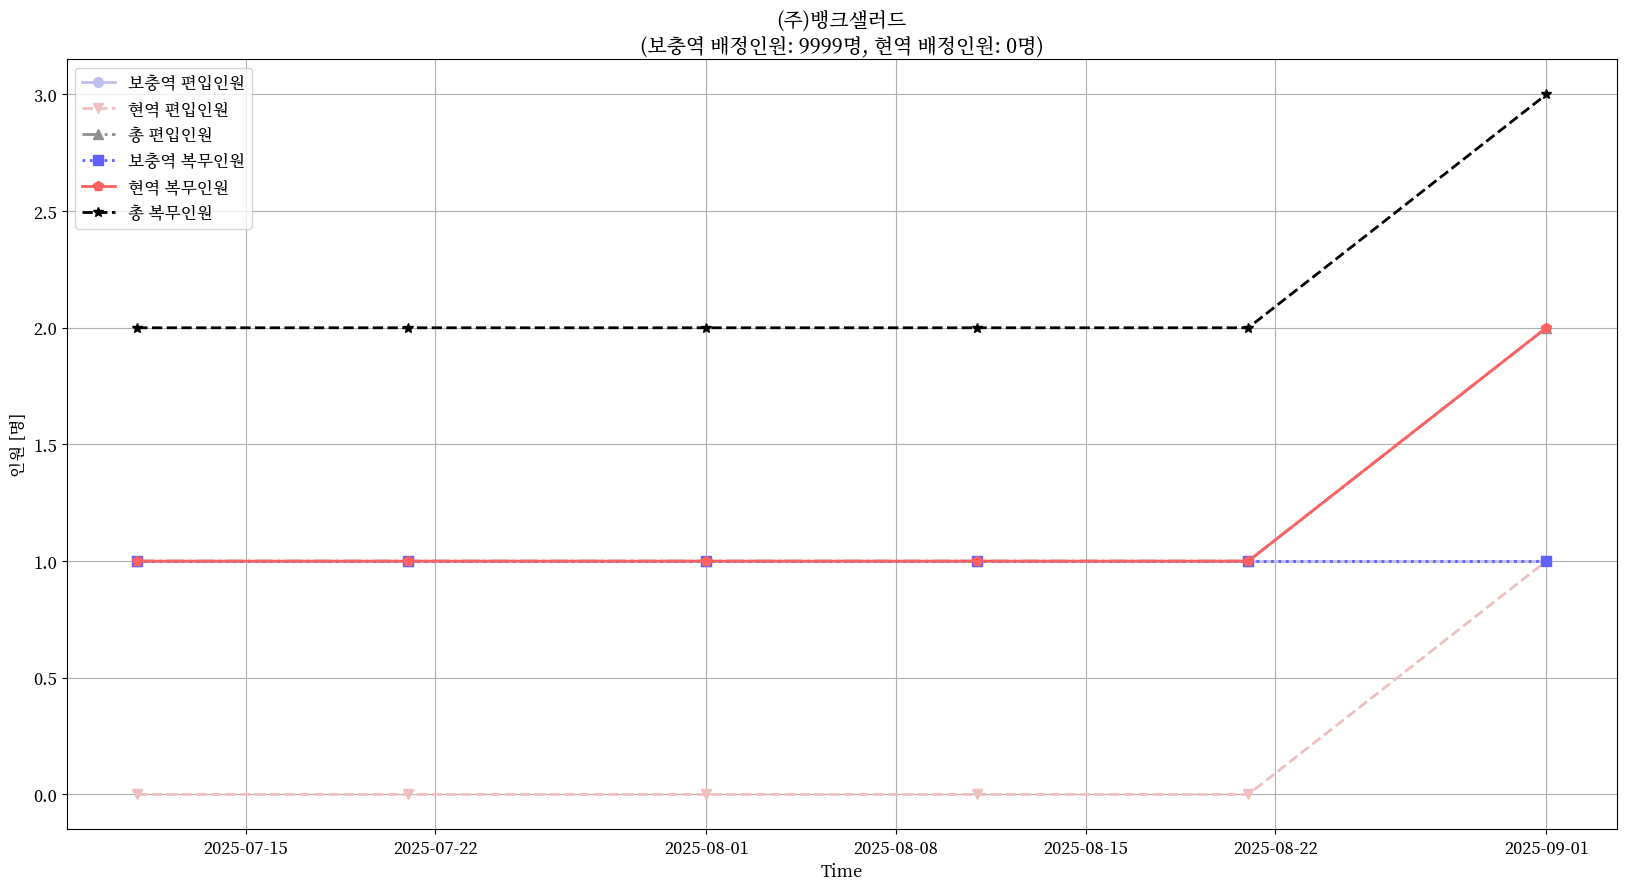 (주)뱅크샐러드
(보충역 배정인원: 9999명, 현역 배정인원: 0명)
보충역 편입인원
현역 편입인원
총 편입인원
보충역 복무인원
현역 복무인원
총 복무인원
3.0
2.5
2.0
1.5
1.0
0.5
0.0
인원 [명]
2025-07-15
2025-07-22
2025-08-01
2025-08-08
2025-08-15
2025-08-22
2025-09-01
Time